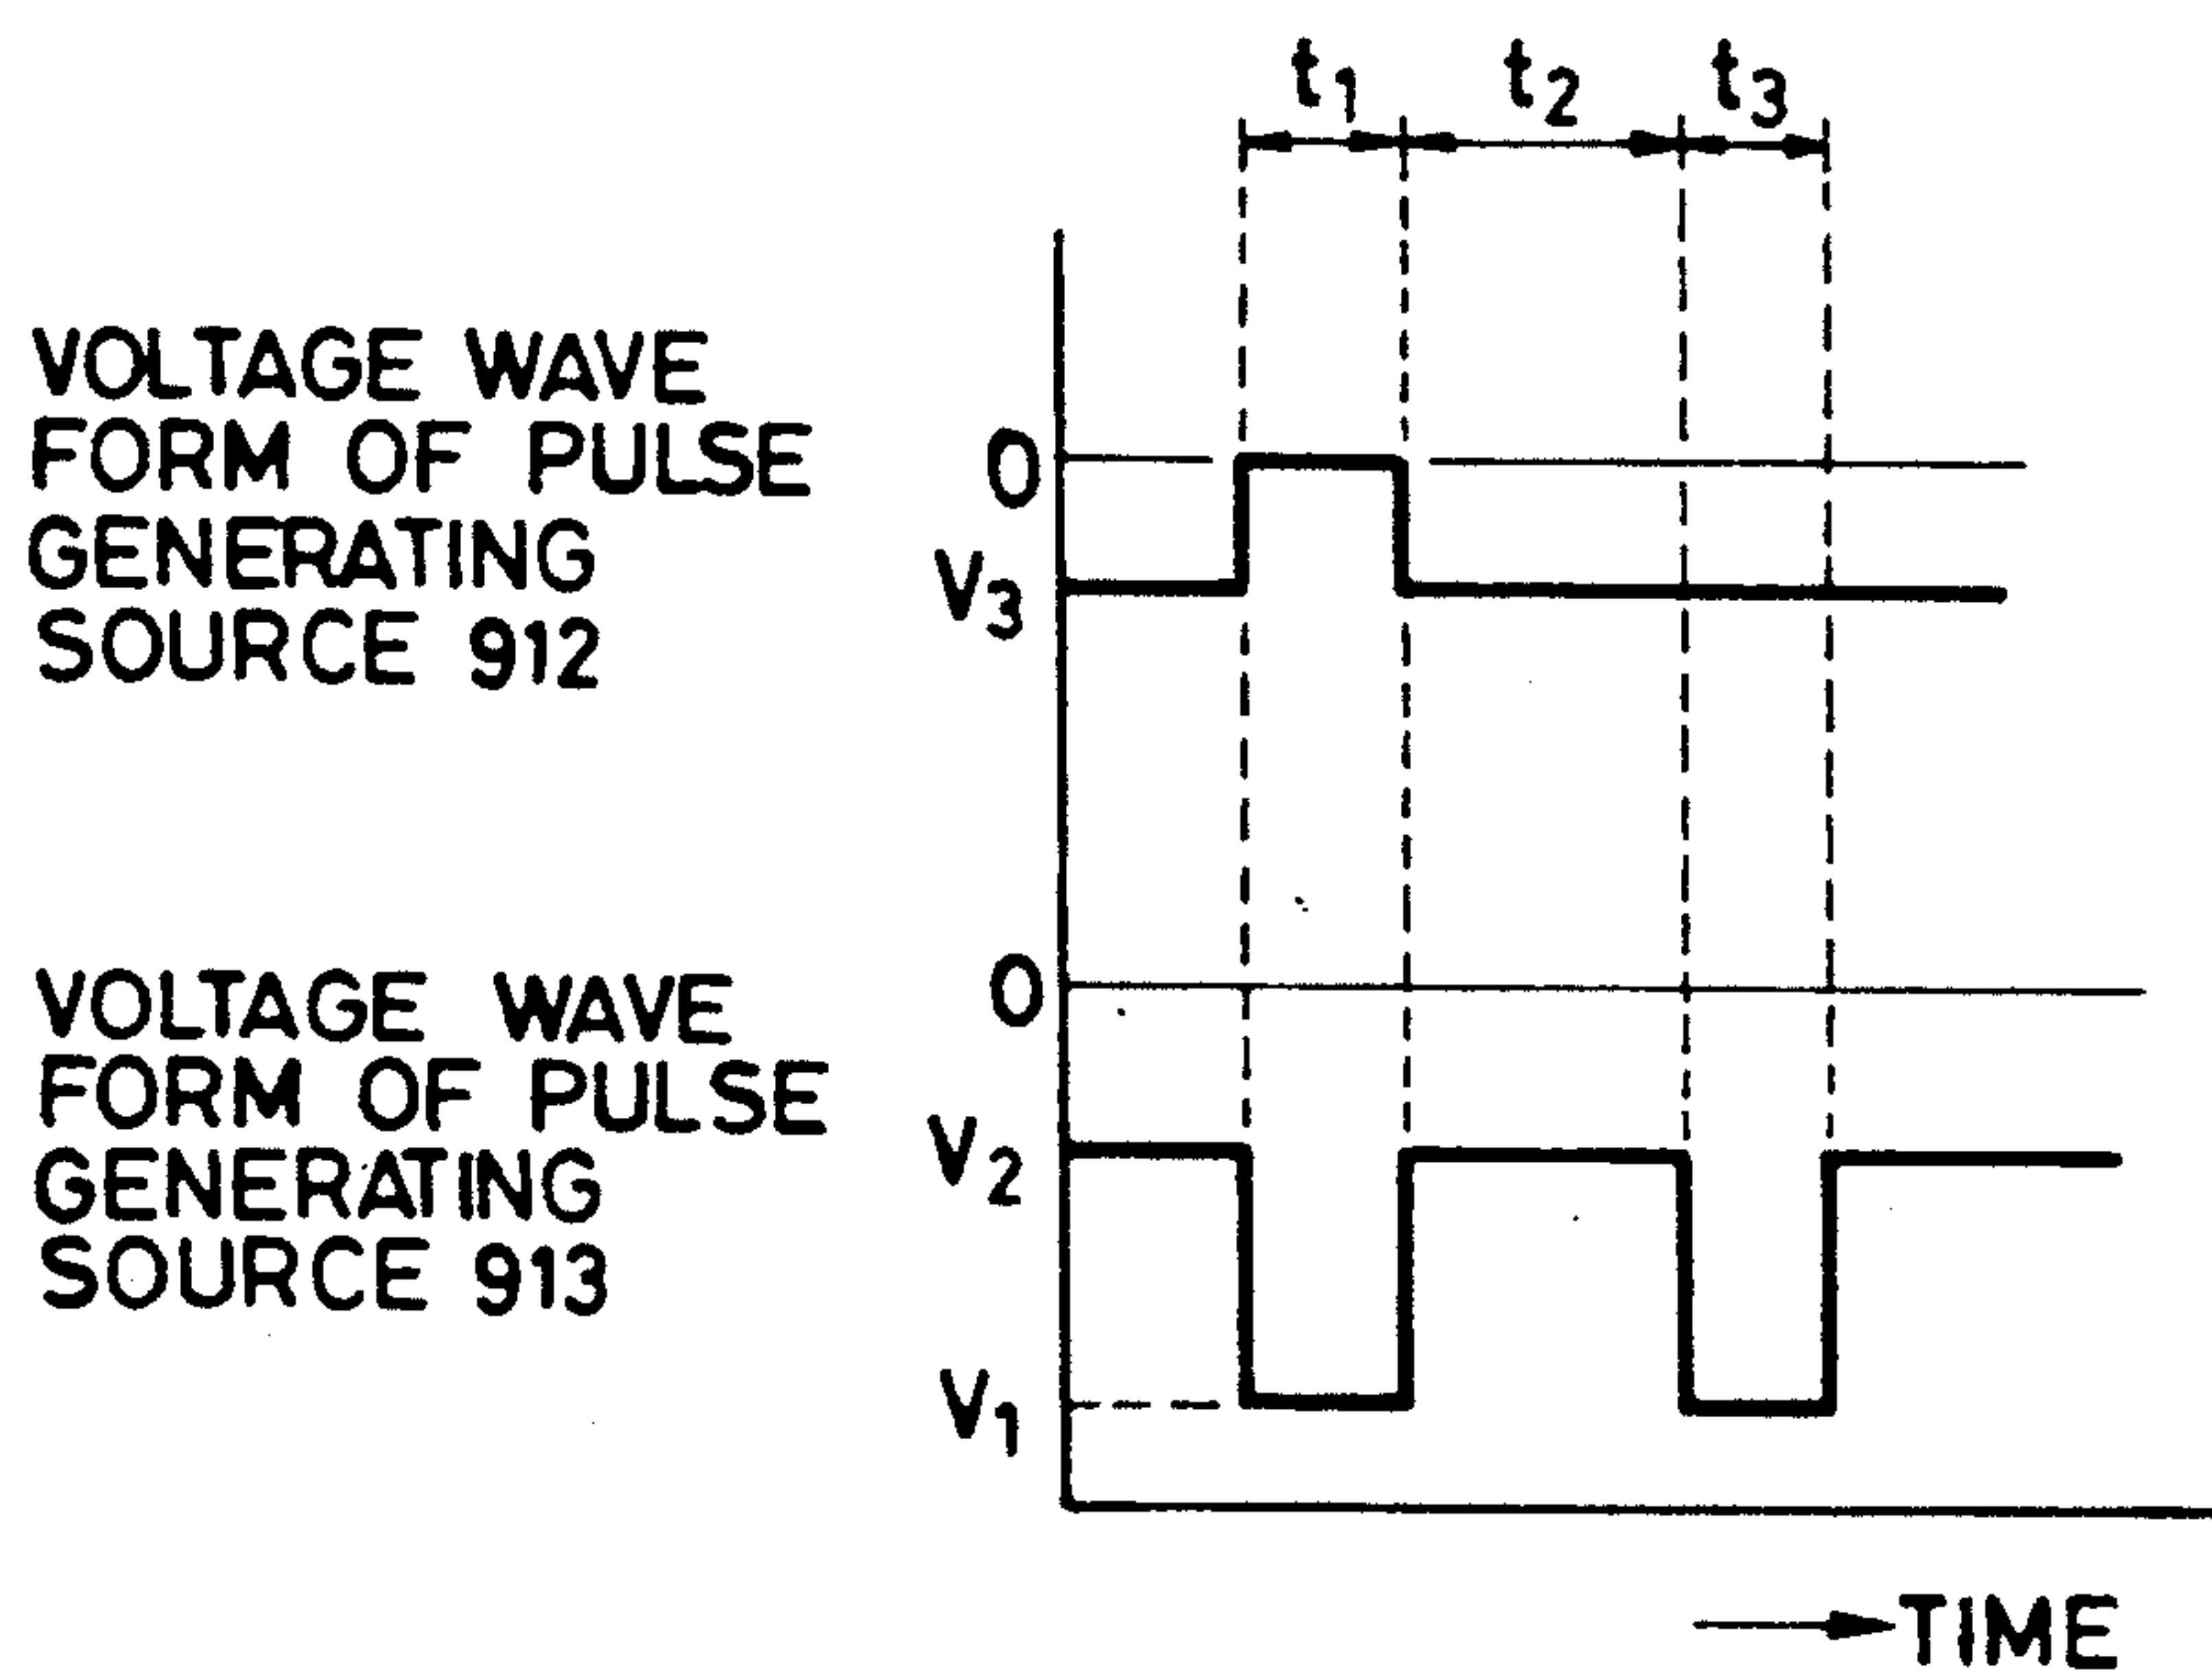 t1 t2 t3
VOLTAGE WAVE
FORM OF PULSE
GENERATING
SOURCE 912
0
V3
VOLTAGE WAVE
FORM OF PULSE
GENERATING
SOURCE 913
0
V2
V1
TIME